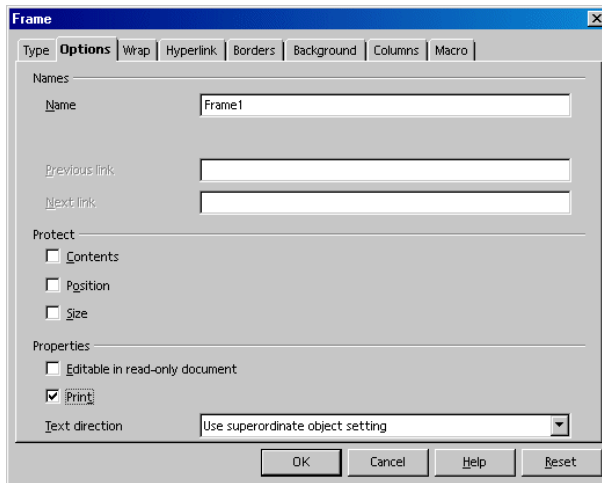 Frame
Type Options Wrap Hyperlink Borders Background Columns Macro
Names
Name Frame1
Previous link
Next link
Protect
Contents
Position
Size
Properties
Editable in read-only document
Print
Text direction Use superordinate object setting
OK Cancel Help Reset